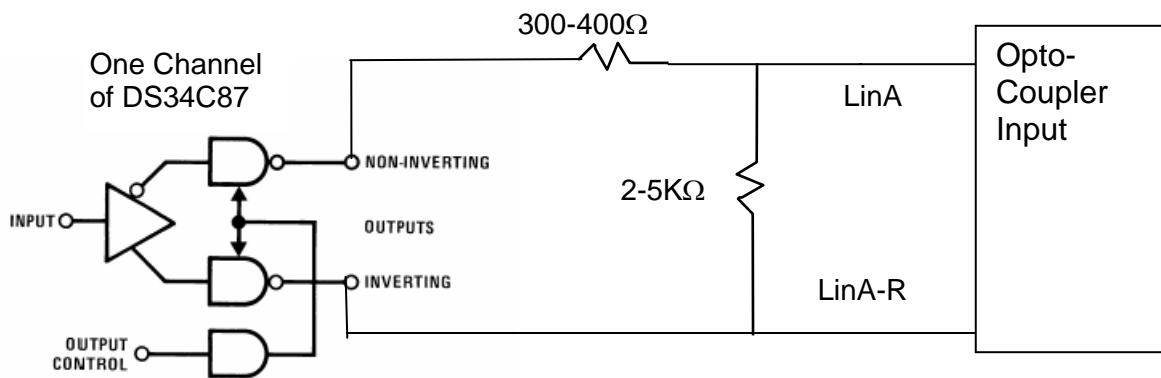 300-400Ω
One Channel
of DS34C87
Opto-
Coupler
Input
LinA
NON-INVERTING
2-5KΩ
INPUT
OUTPUTS
INVERTING
LinA-R
OUTPUT
CONTROL